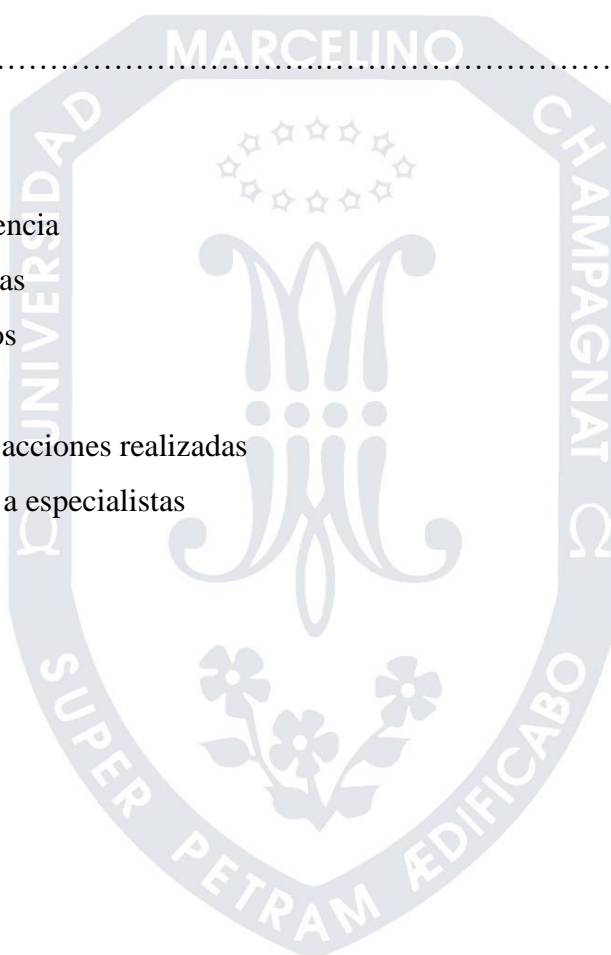 MARCELINO
UNIVERSIDAD
CHAMPAGNAT
………………………………………………………
encia
as
os
acciones realizadas
a especialistas
Ω
Ω
SUPER PETRAM ÆDIFICABO